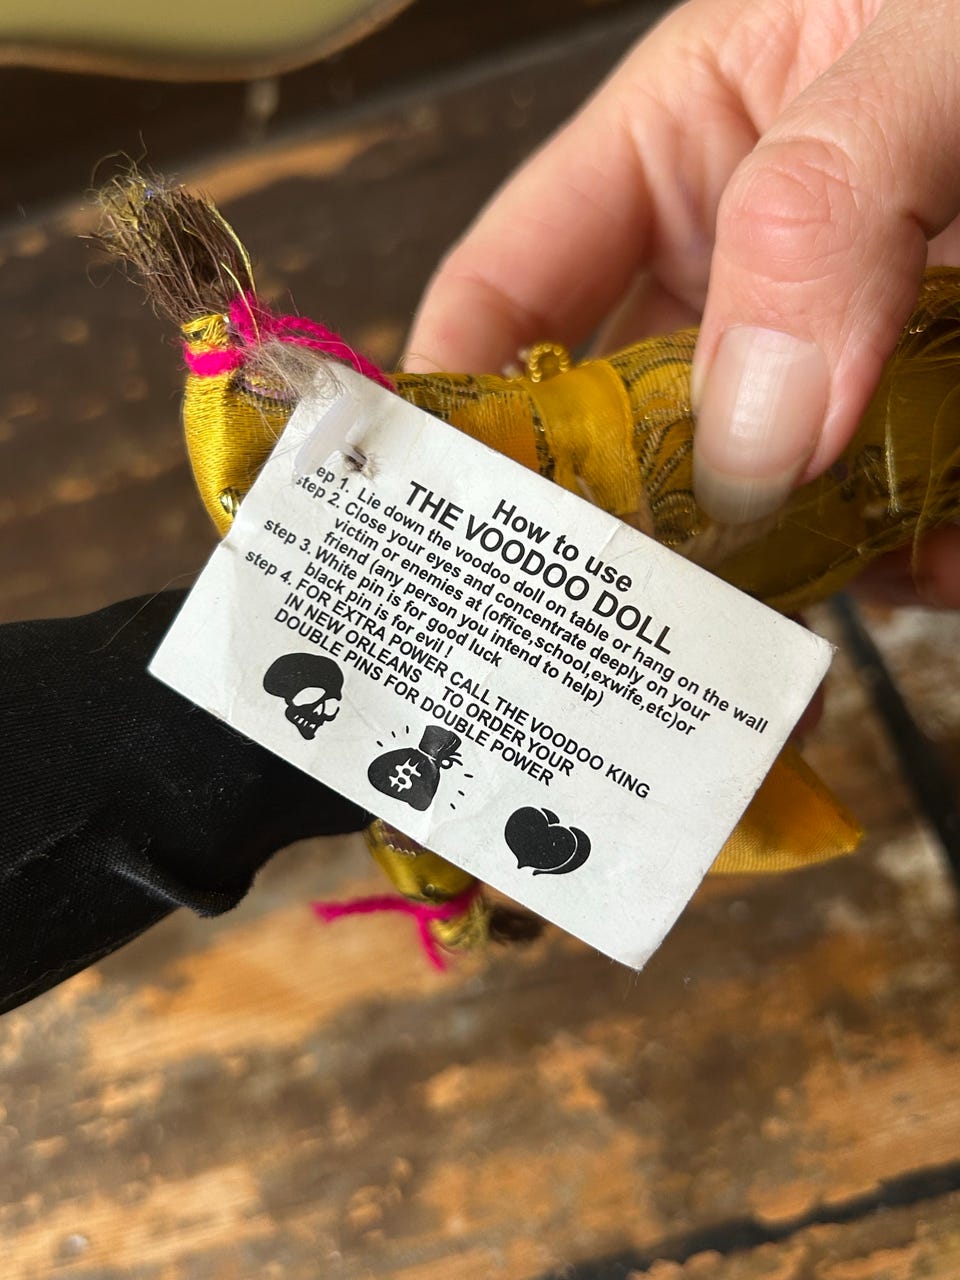 How to use
THE VOODOO DOLL
ep 1. Lie down the voodoo doll on table or hang on the wall
step 2. Close your eyes and concentrate deeply on your
victim or enemies at (office,school,exwife,etc)or
friend (any person you intend to help)
step 3. White pin is for good luck
black pin is for evil !
step 4. FOR EXTRA POWER CALL THE VOODOO KING
IN NEW ORLEANS TO ORDER YOUR
DOUBLE PINS FOR DOUBLE POWER
$